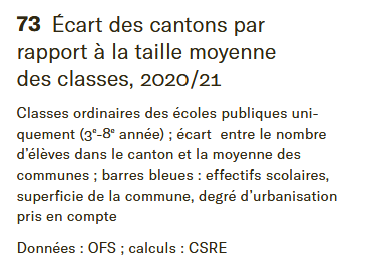 73 Écart des cantons par
rapport à la taille moyenne
des classes, 2020/21
Classes ordinaires des écoles publiques uni-
quement (3ᵉ-8ᵉ année) ; écart entre le nombre
d’élèves dans le canton et la moyenne des
communes ; barres bleues : effectifs scolaires,
superficie de la commune, degré d’urbanisation
pris en compte
Données : OFS ; calculs : CSRE